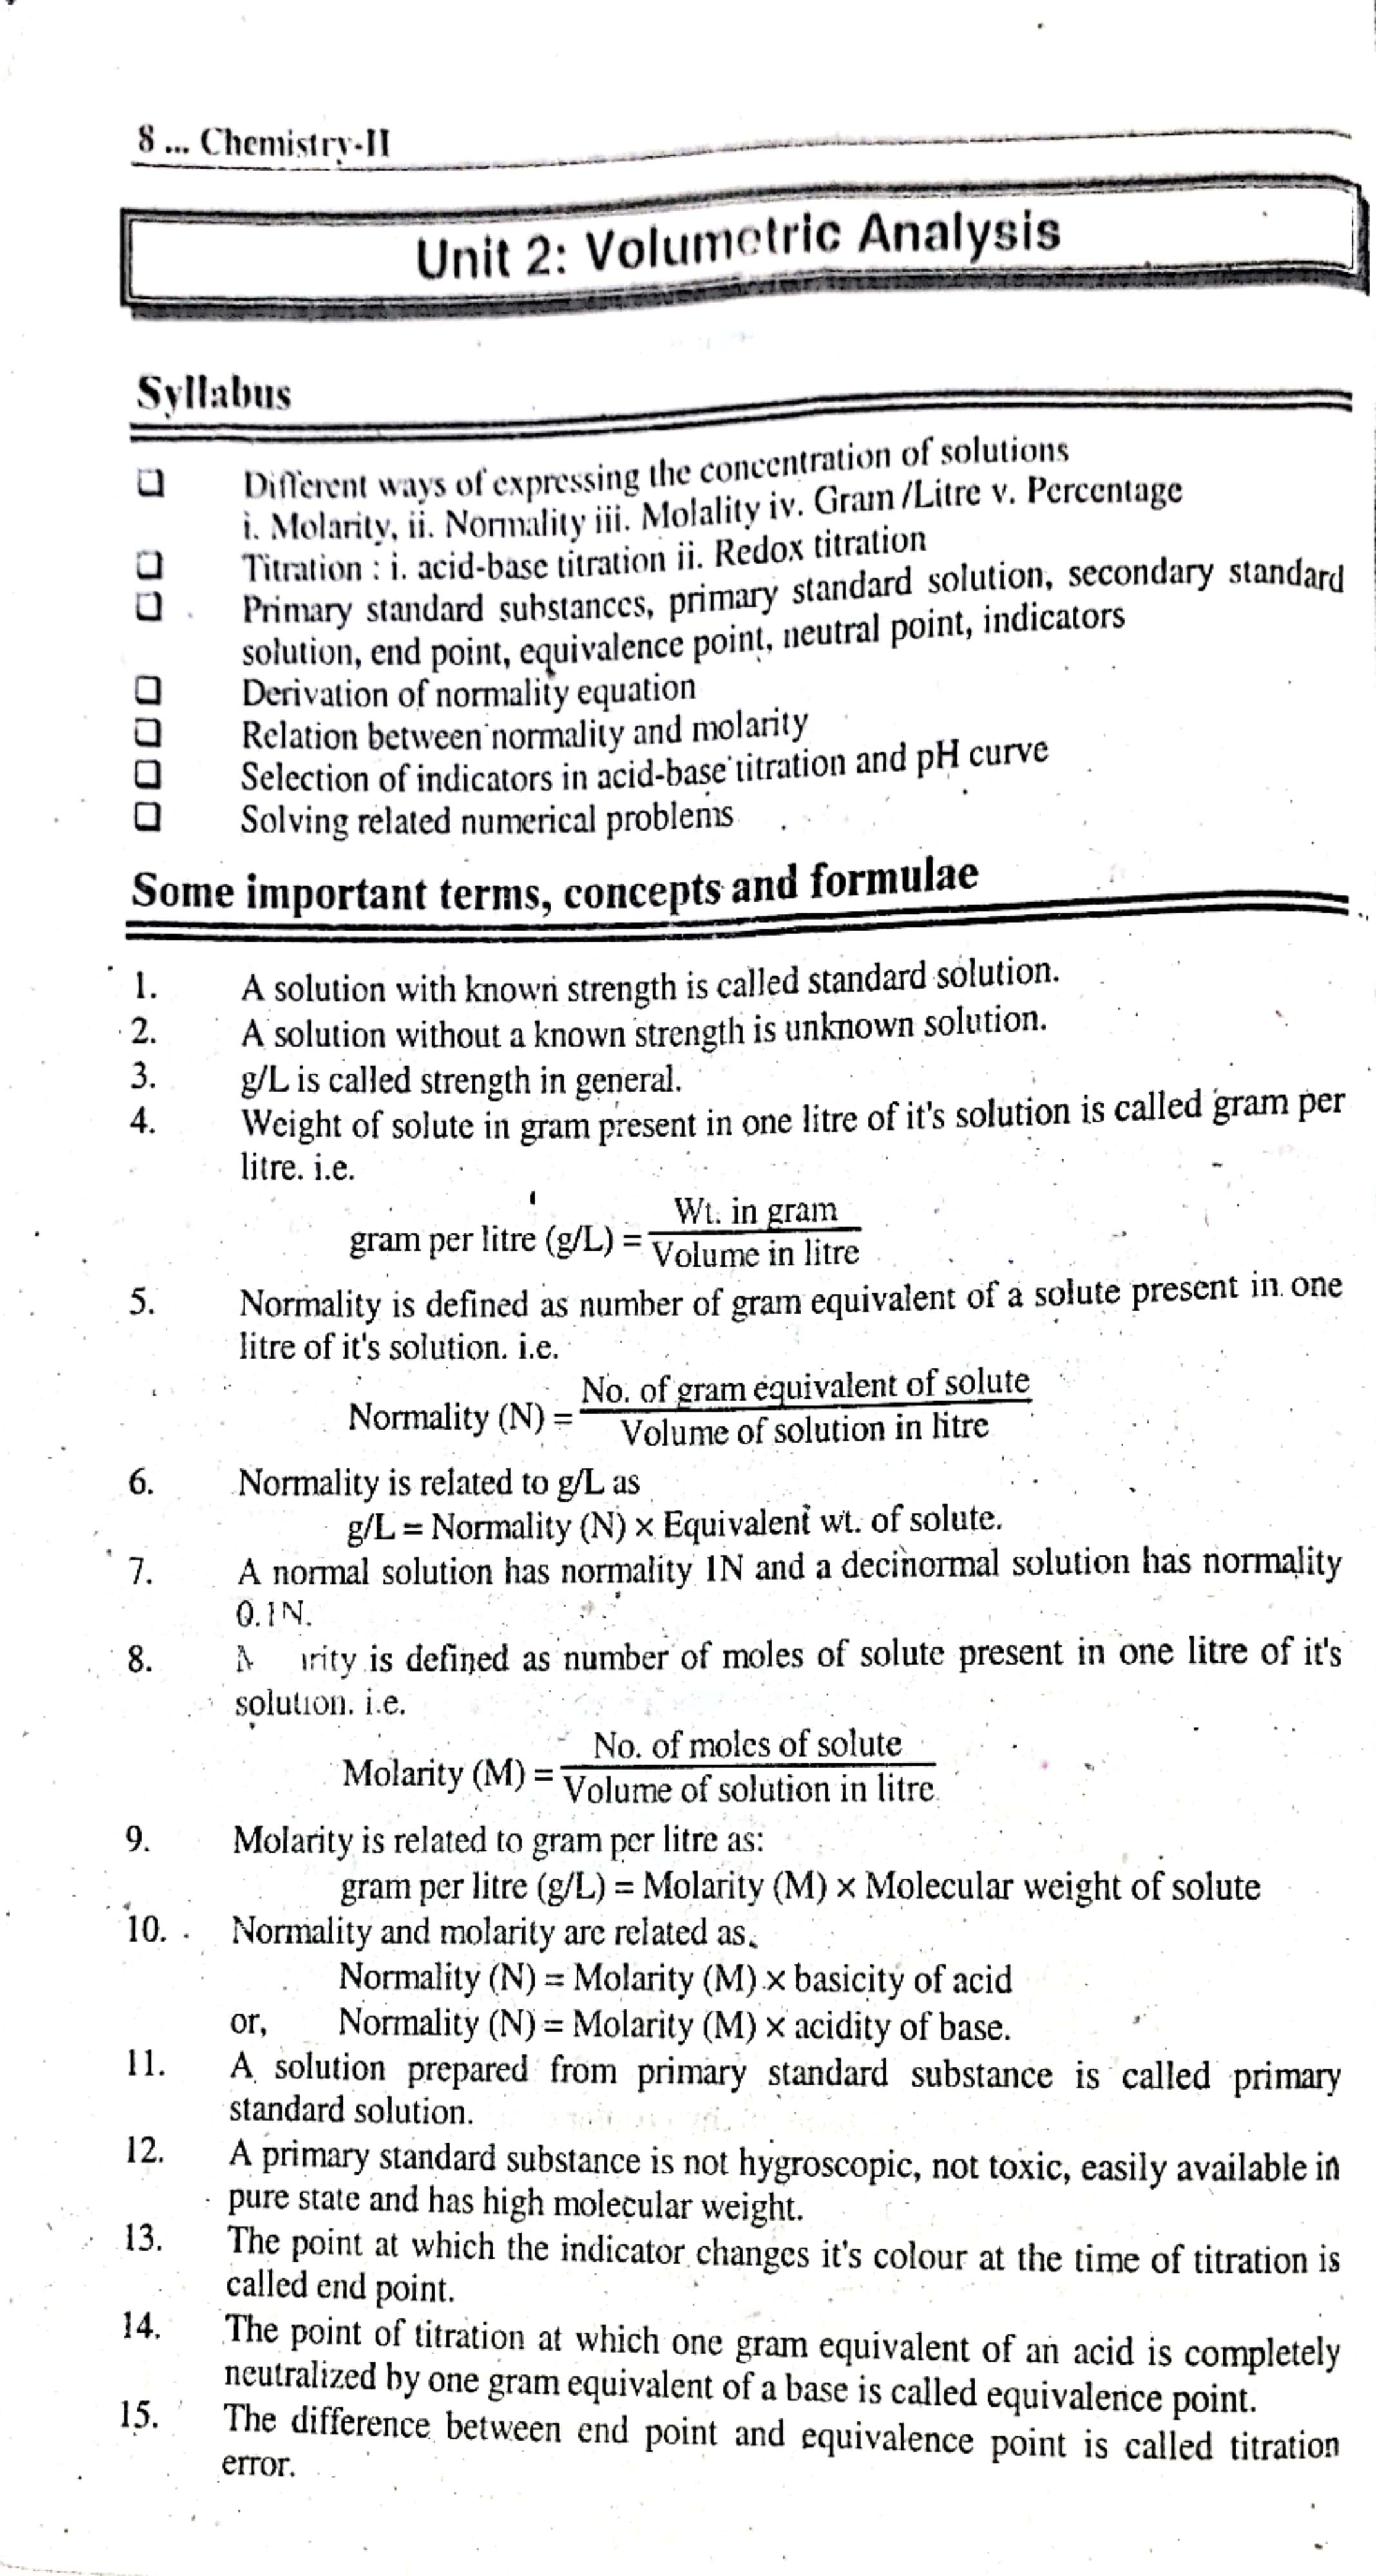 8 ... Chemistry-II
Unit 2: Volumetric Analysis
Syllabus
❑ Different ways of expressing the concentration of solutions
i. Molarity, ii. Normality iii. Molality iv. Gram /Litre v. Percentage
❑ Titration : i. acid-base titration ii. Redox titration
❑ Primary standard substances, primary standard solution, secondary standard
solution, end point, equivalence point, neutral point, indicators
❑ Derivation of normality equation
❑ Relation between normality and molarity
❑ Selection of indicators in acid-base titration and pH curve
❑ Solving related numerical problems
Some important terms, concepts and formulae
1. A solution with known strength is called standard solution.
2. A solution without a known strength is unknown solution.
3. g/L is called strength in general.
4. Weight of solute in gram present in one litre of it's solution is called gram per
litre. i.e.
gram per litre (g/L) = Wt. in gram / Volume in litre
5. Normality is defined as number of gram equivalent of a solute present in one
litre of it's solution. i.e.
Normality (N) = No. of gram equivalent of solute / Volume of solution in litre
6. Normality is related to g/L as
g/L = Normality (N) × Equivalent wt. of solute.
7. A normal solution has normality 1N and a decinormal solution has normality
0.1N.
8. is defined as number of moles of solute present in one litre of it's
solution. i.e.
Molarity (M) = No. of moles of solute / Volume of solution in litre
9. Molarity is related to gram per litre as:
gram per litre (g/L) = Molarity (M) × Molecular weight of solute
10. Normality and molarity are related as.
Normality (N) = Molarity (M) × basicity of acid
or, Normality (N) = Molarity (M) × acidity of base.
11. A solution prepared from primary standard substance is called primary
standard solution.
12. A primary standard substance is not hygroscopic, not toxic, easily available in
pure state and has high molecular weight.
13. The point at which the indicator changes it's colour at the time of titration is
called end point.
14. The point of titration at which one gram equivalent of an acid is completely
neutralized by one gram equivalent of a base is called equivalence point.
15. The difference between end point and equivalence point is called titration
error.